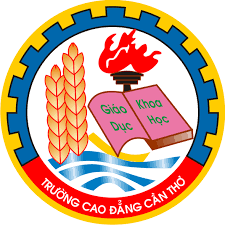 Giáo
Dục
Khoa
Học
TRƯỜNG CAO ĐẲNG CẦN THƠ